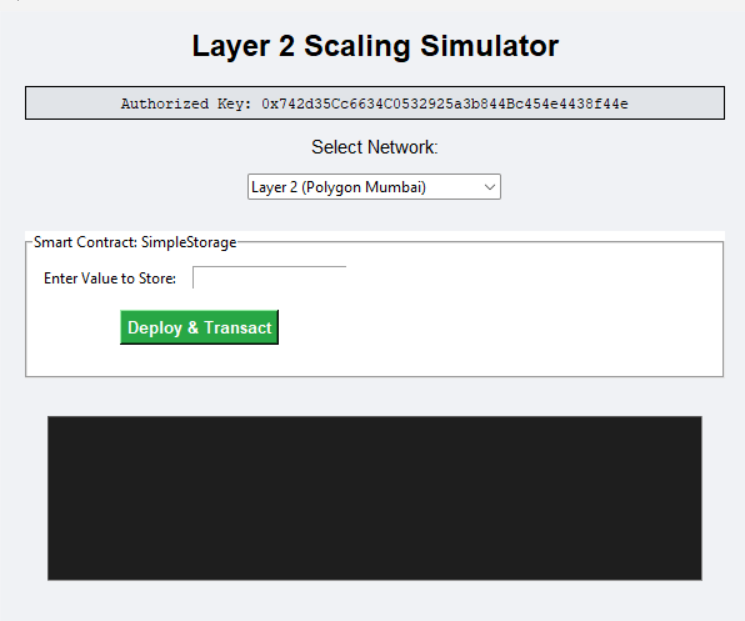 Layer 2 Scaling Simulator
Authorized Key: 0x742d35Cc6634C0532925a3b844Bc454e4438f44e
Select Network:
Layer 2 (Polygon Mumbai)
Smart Contract: SimpleStorage
Enter Value to Store:
Deploy & Transact